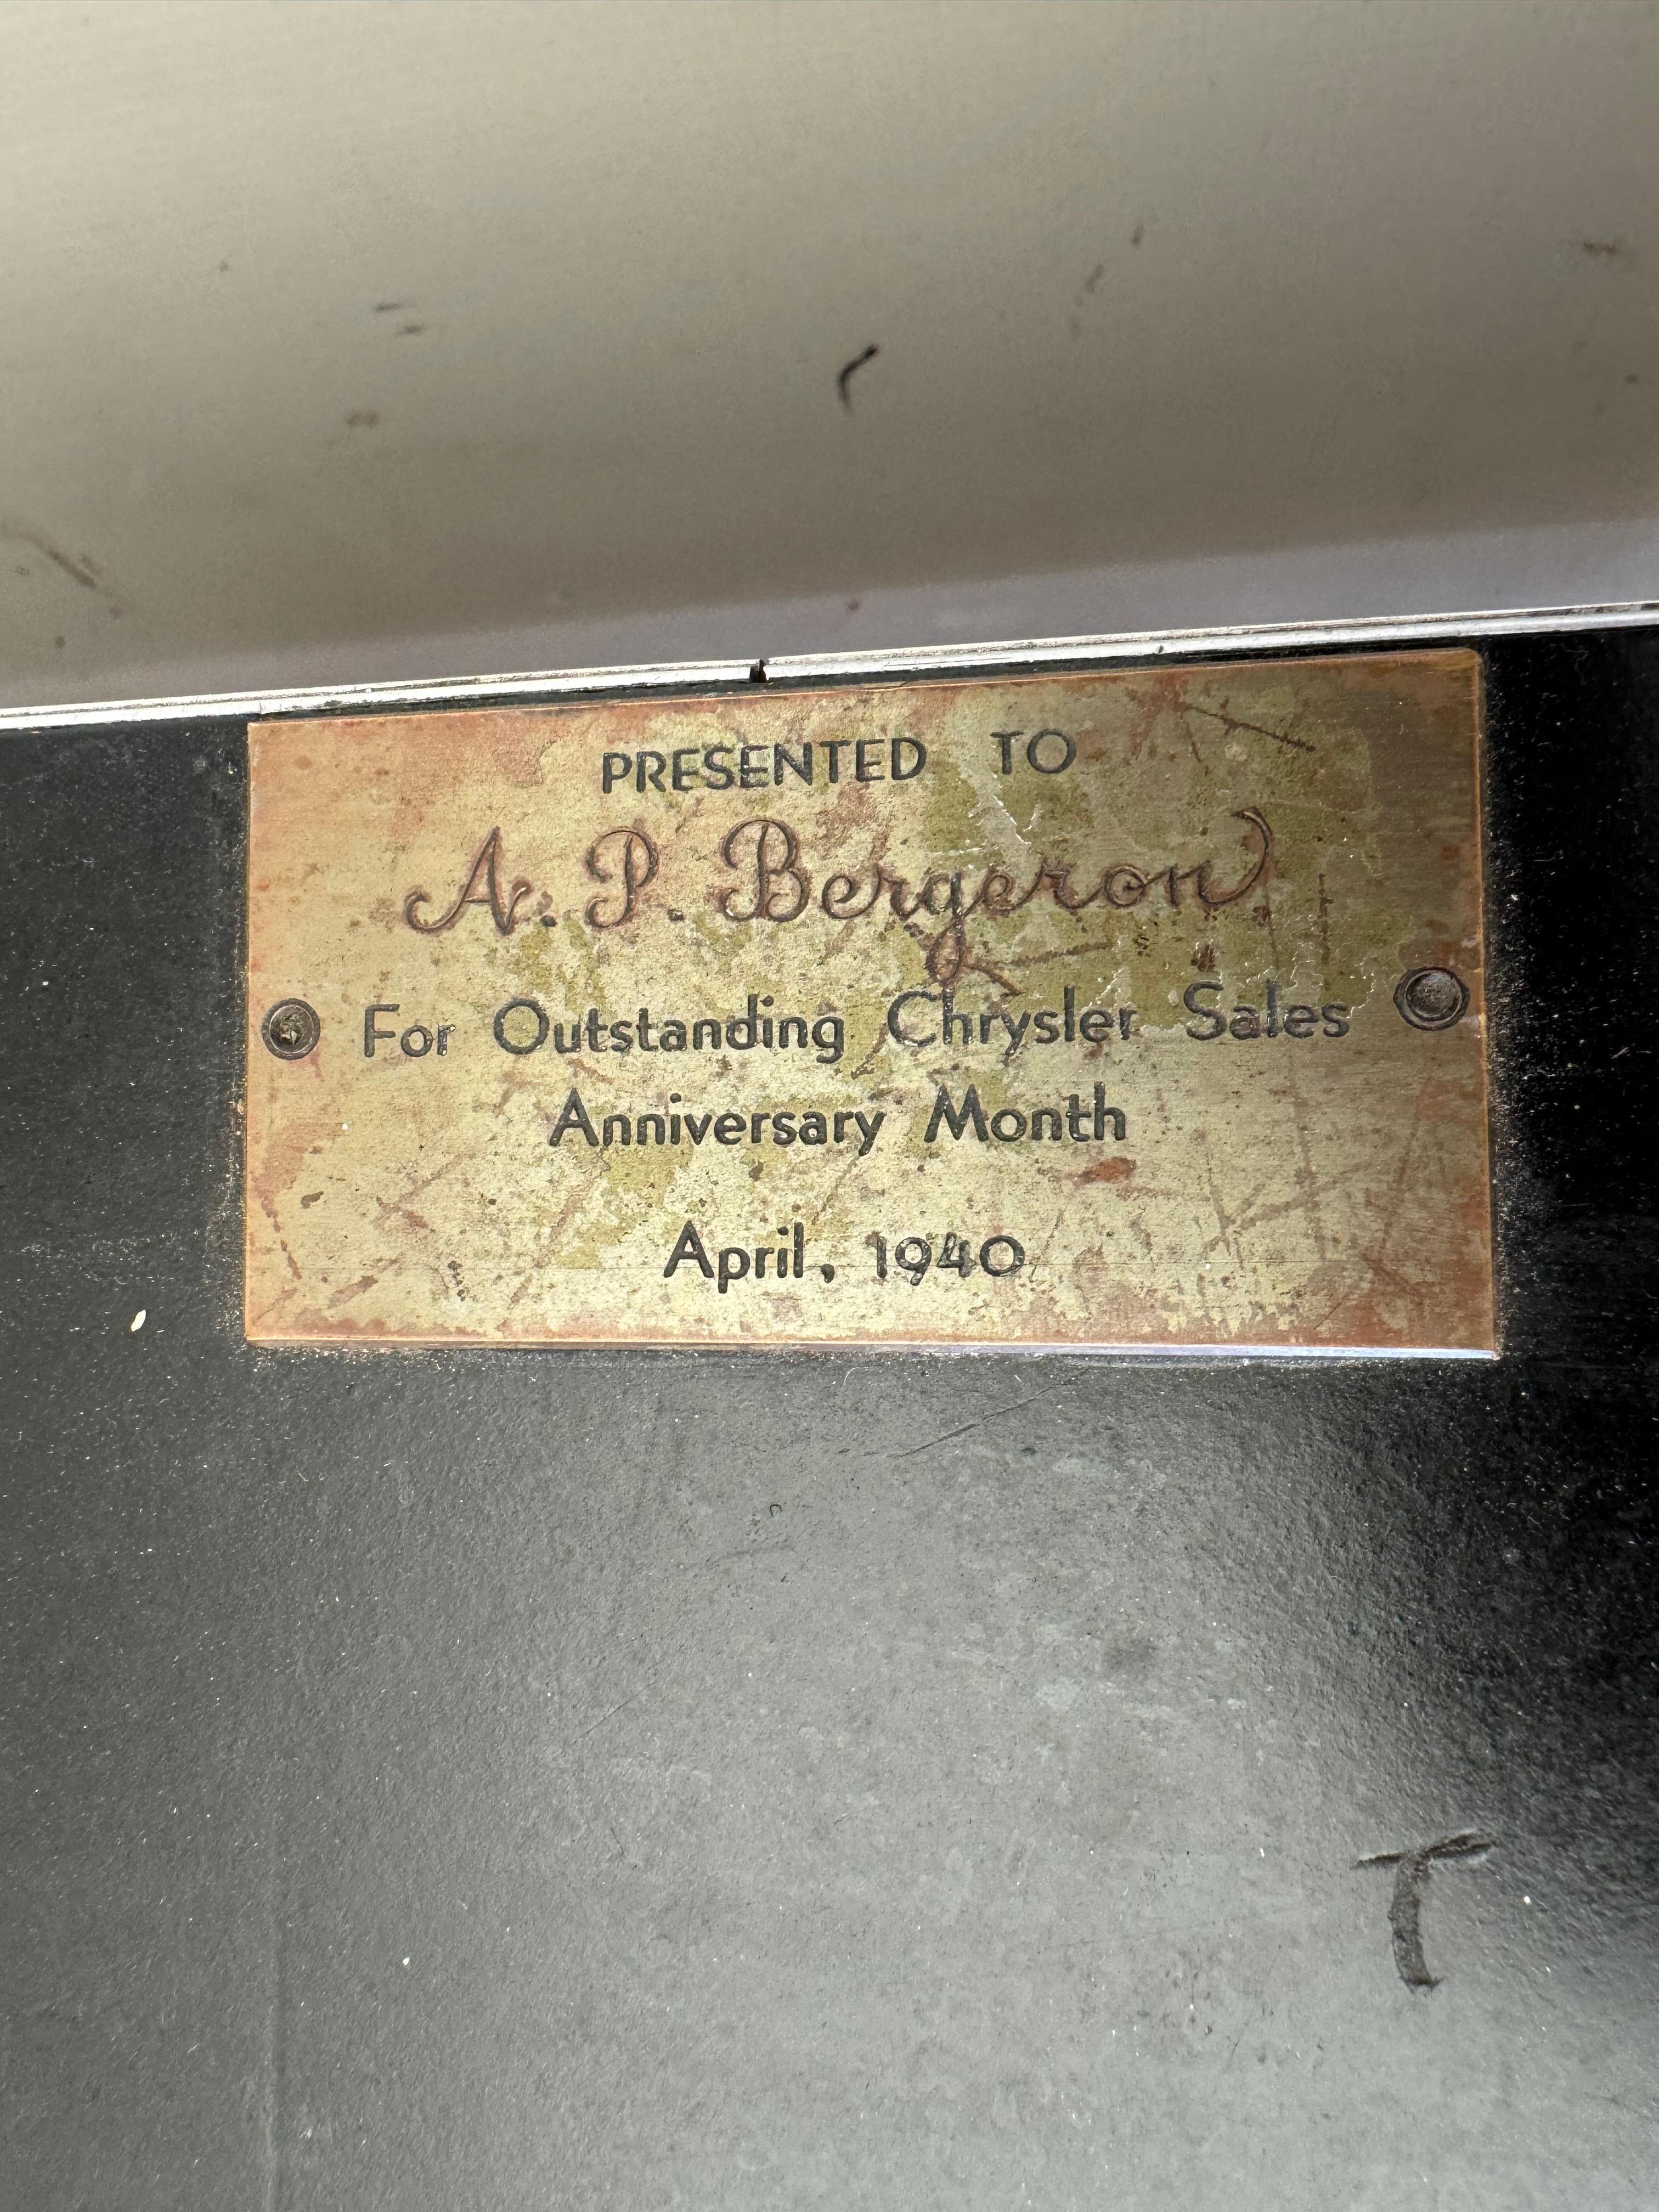 PRESENTED TO
A. P. Bergeron
For Outstanding Chrysler Sales
Anniversary Month
April, 1940